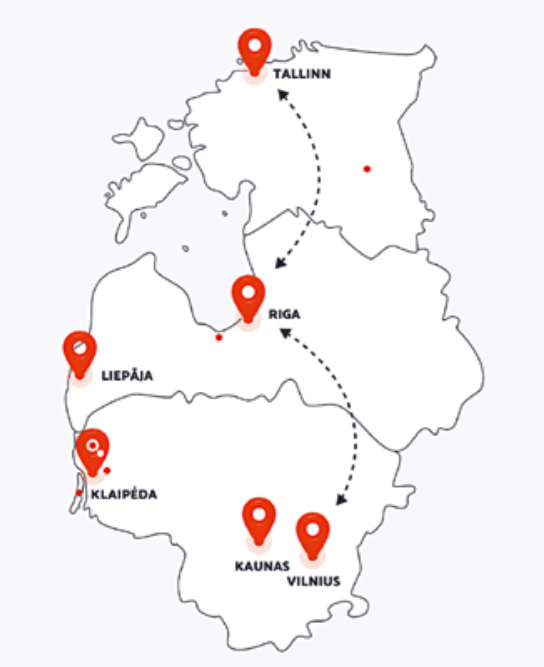 TALLINN
RIGA
LIEPĀJA
KLAIPĖDA
KAUNAS
VILNIUS